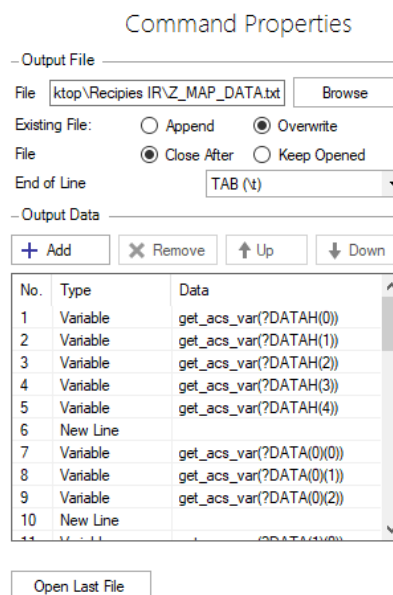 Command Properties
Output File
File ktop\Recipies IR\Z_MAP_DATA.txt Browse
Existing File: Append Overwrite
File Close After Keep Opened
End of Line TAB (\t)
Output Data
+ Add Remove Up Down
No. Type Data
1 Variable get_acs_var(?DATAH(0))
2 Variable get_acs_var(?DATAH(1))
3 Variable get_acs_var(?DATAH(2))
4 Variable get_acs_var(?DATAH(3))
5 Variable get_acs_var(?DATAH(4))
6 New Line
7 Variable get_acs_var(?DATA(0)(0))
8 Variable get_acs_var(?DATA(0)(1))
9 Variable get_acs_var(?DATA(0)(2))
10 New Line
Open Last File